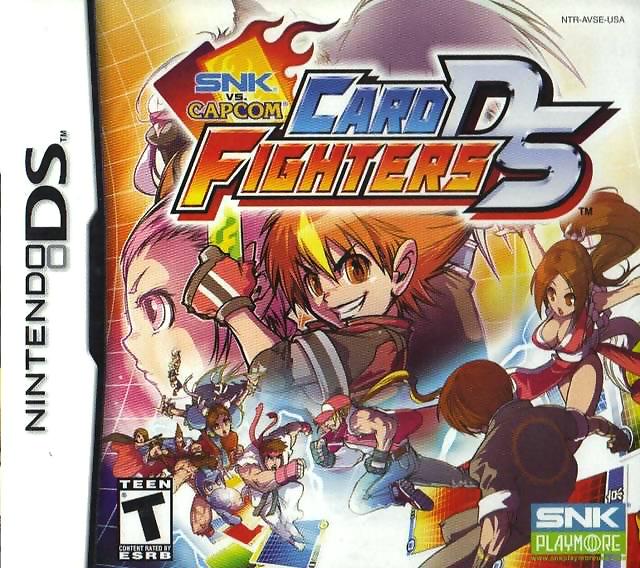 NTR-AVSE-USA
SNK
VS.
CAPCOM
CARD
FIGHTERS
DS
TM
NINTENDO DS
TM
TEEN
T
CONTENT RATED BY
ESRB
SNK
PLAYMORE